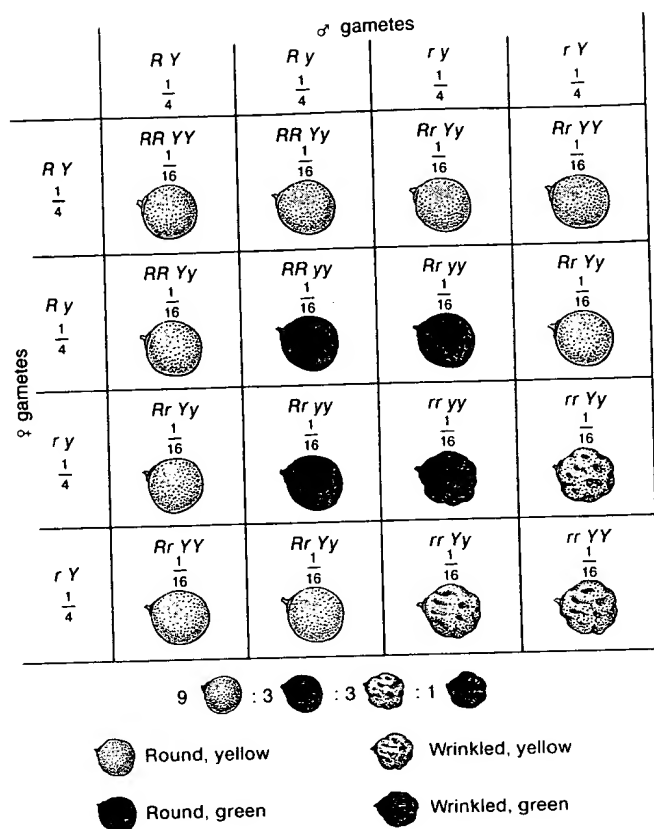 ♂ gametes
R Y R y r y r Y
1/4 1/4 1/4 1/4
RR YY RR Yy Rr Yy Rr YY
R Y 1/16 1/16 1/16 1/16
1/4
RR Yy RR yy Rr yy Rr Yy
R y 1/16 1/16 1/16 1/16
1/4
♀ gametes
Rr Yy Rr yy rr yy rr Yy
r y 1/16 1/16 1/16 1/16
1/4
Rr YY Rr Yy rr Yy rr YY
r Y 1/16 1/16 1/16 1/16
1/4
9 : 3 : 3 : 1
Round, yellow Wrinkled, yellow
Round, green Wrinkled, green